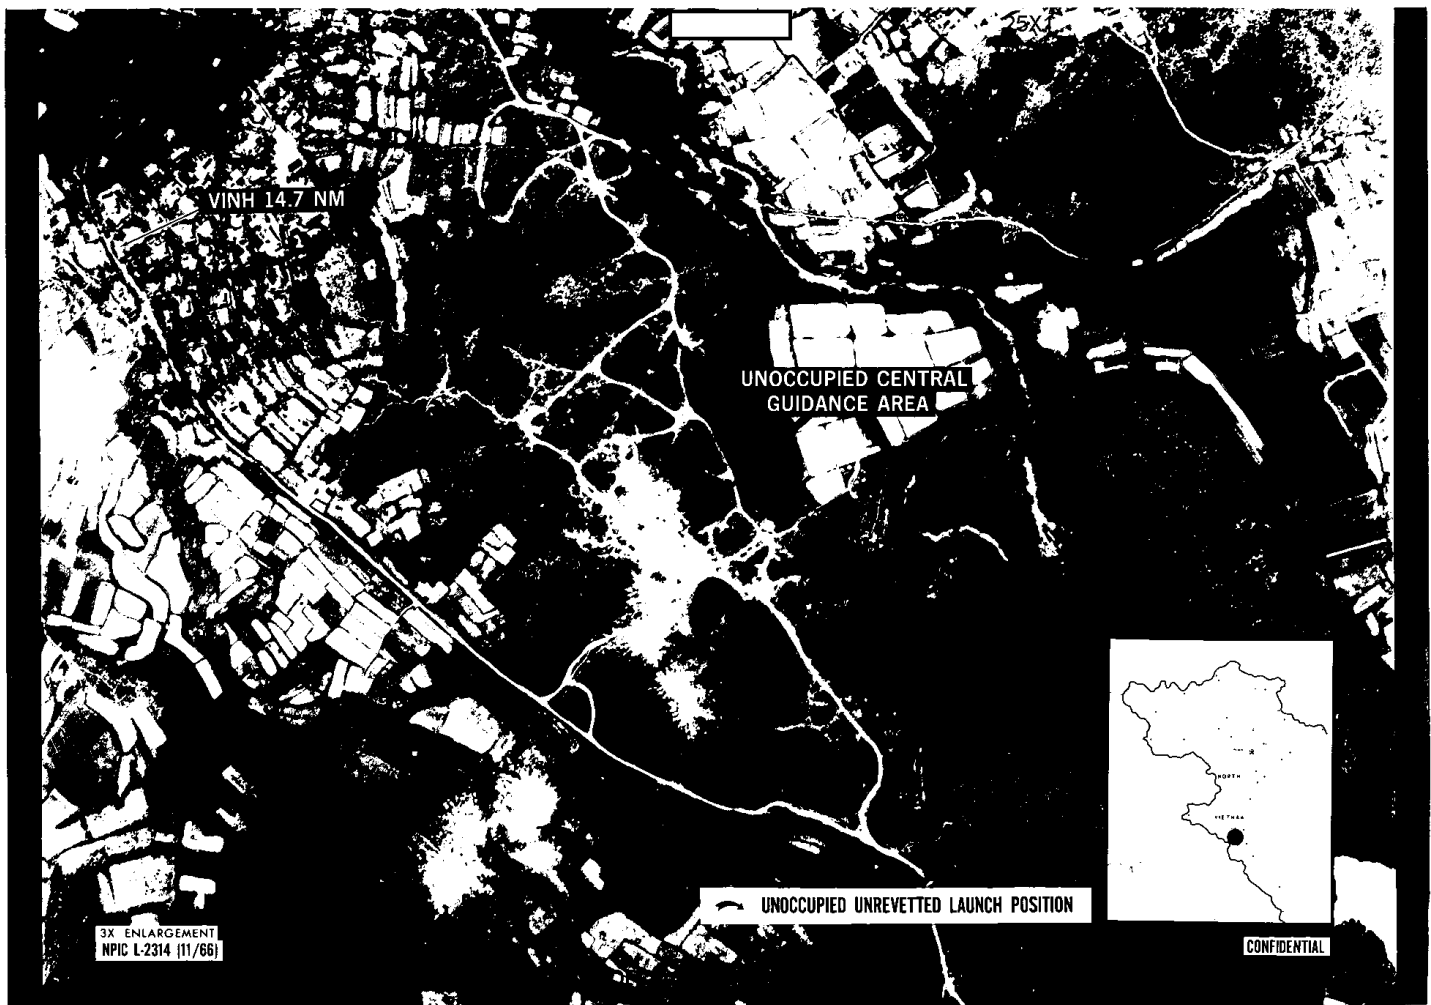 5X1
VINH 14.7 NM
UNOCCUPIED CENTRAL
GUIDANCE AREA
NORTH
VIETNAM
UNOCCUPIED UNREVETTED LAUNCH POSITION
3X ENLARGEMENT
NPIC L-2314 (11/66)
CONFIDENTIAL